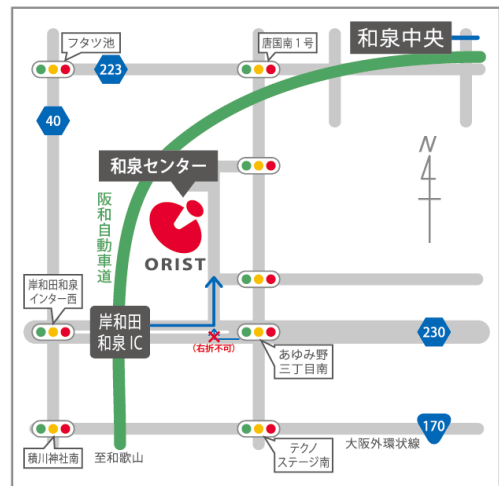 フタツ池
223
唐国南1号
和泉中央
40
和泉センター
N
阪和自動車道
ORIST
岸和田和泉
インター西
岸和田
和泉IC
(右折不可)
あゆみ野
三丁目南
230
積川神社南
至和歌山
テクノ
ステージ南
大阪外環状線
170